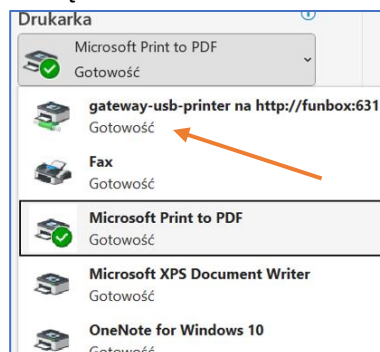 Drukarka
Microsoft Print to PDF
Gotowość
gateway-usb-printer na http://funbox:631
Gotowość
Fax
Gotowość
Microsoft Print to PDF
Gotowość
Microsoft XPS Document Writer
Gotowość
OneNote for Windows 10
Gotowość